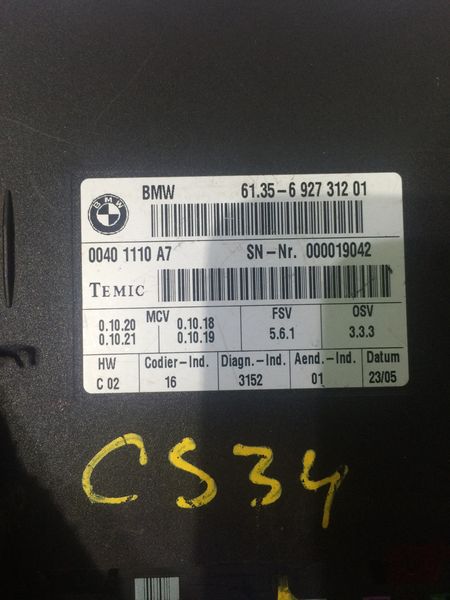 BMW 61.35-6 927 312 01
BMW
0040 1110 A7 SN-Nr. 000019042
TEMIC
MCV FSV OSV
0.10.20 0.10.18 5.6.1 3.3.3
0.10.21 0.10.19
HW Codier-Ind. Diagn.-Ind. Aend.-Ind. Datum
C 02 16 3152 01 23/05
CS34